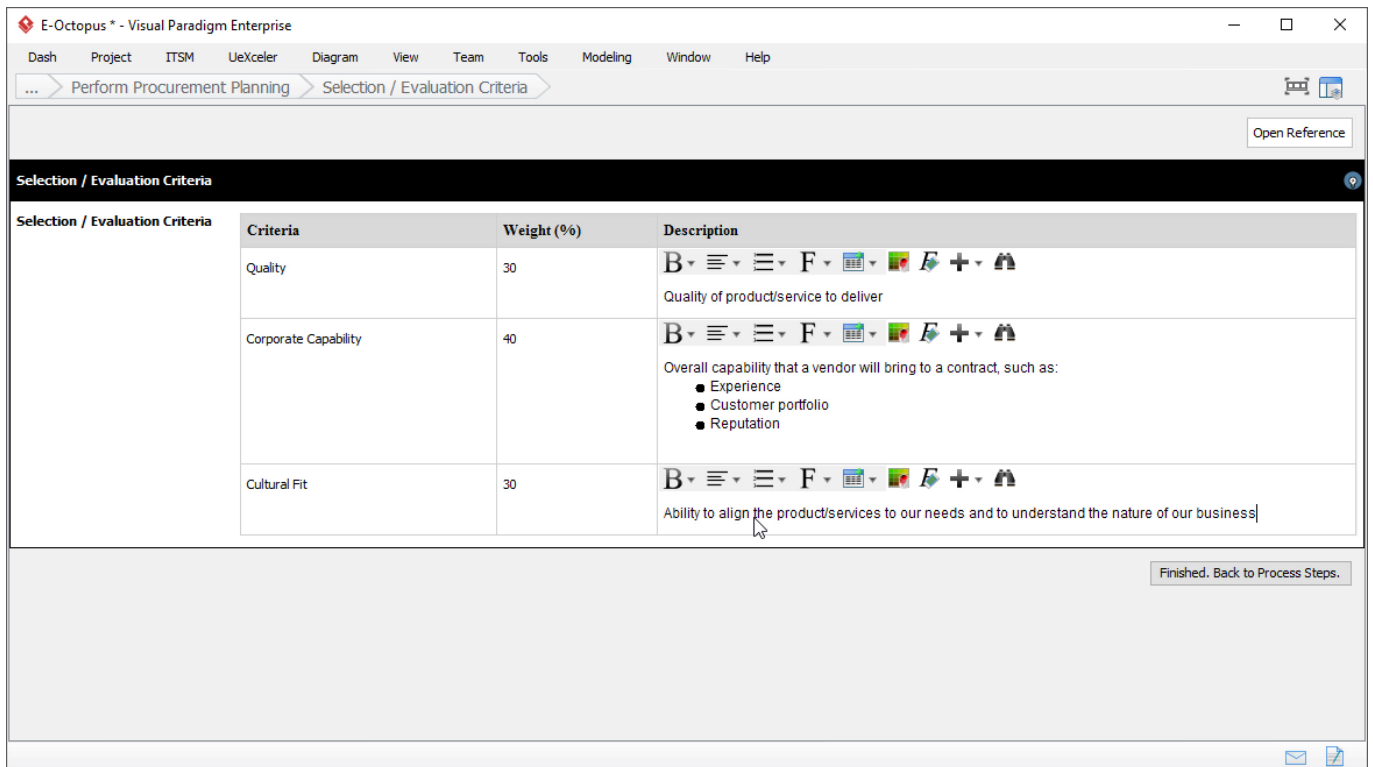 E-Octopus * - Visual Paradigm Enterprise
Dash Project ITSM UeXceler Diagram View Team Tools Modeling Window Help
... Perform Procurement Planning Selection / Evaluation Criteria
Open Reference
Selection / Evaluation Criteria
Selection / Evaluation Criteria
Criteria Weight (%) Description
B F F
Quality 30
Quality of product/service to deliver
B F F
Corporate Capability 40
Overall capability that a vendor will bring to a contract, such as:
● Experience
● Customer portfolio
● Reputation
B F F
Cultural Fit 30
Ability to align the product/services to our needs and to understand the nature of our business
Finished. Back to Process Steps.